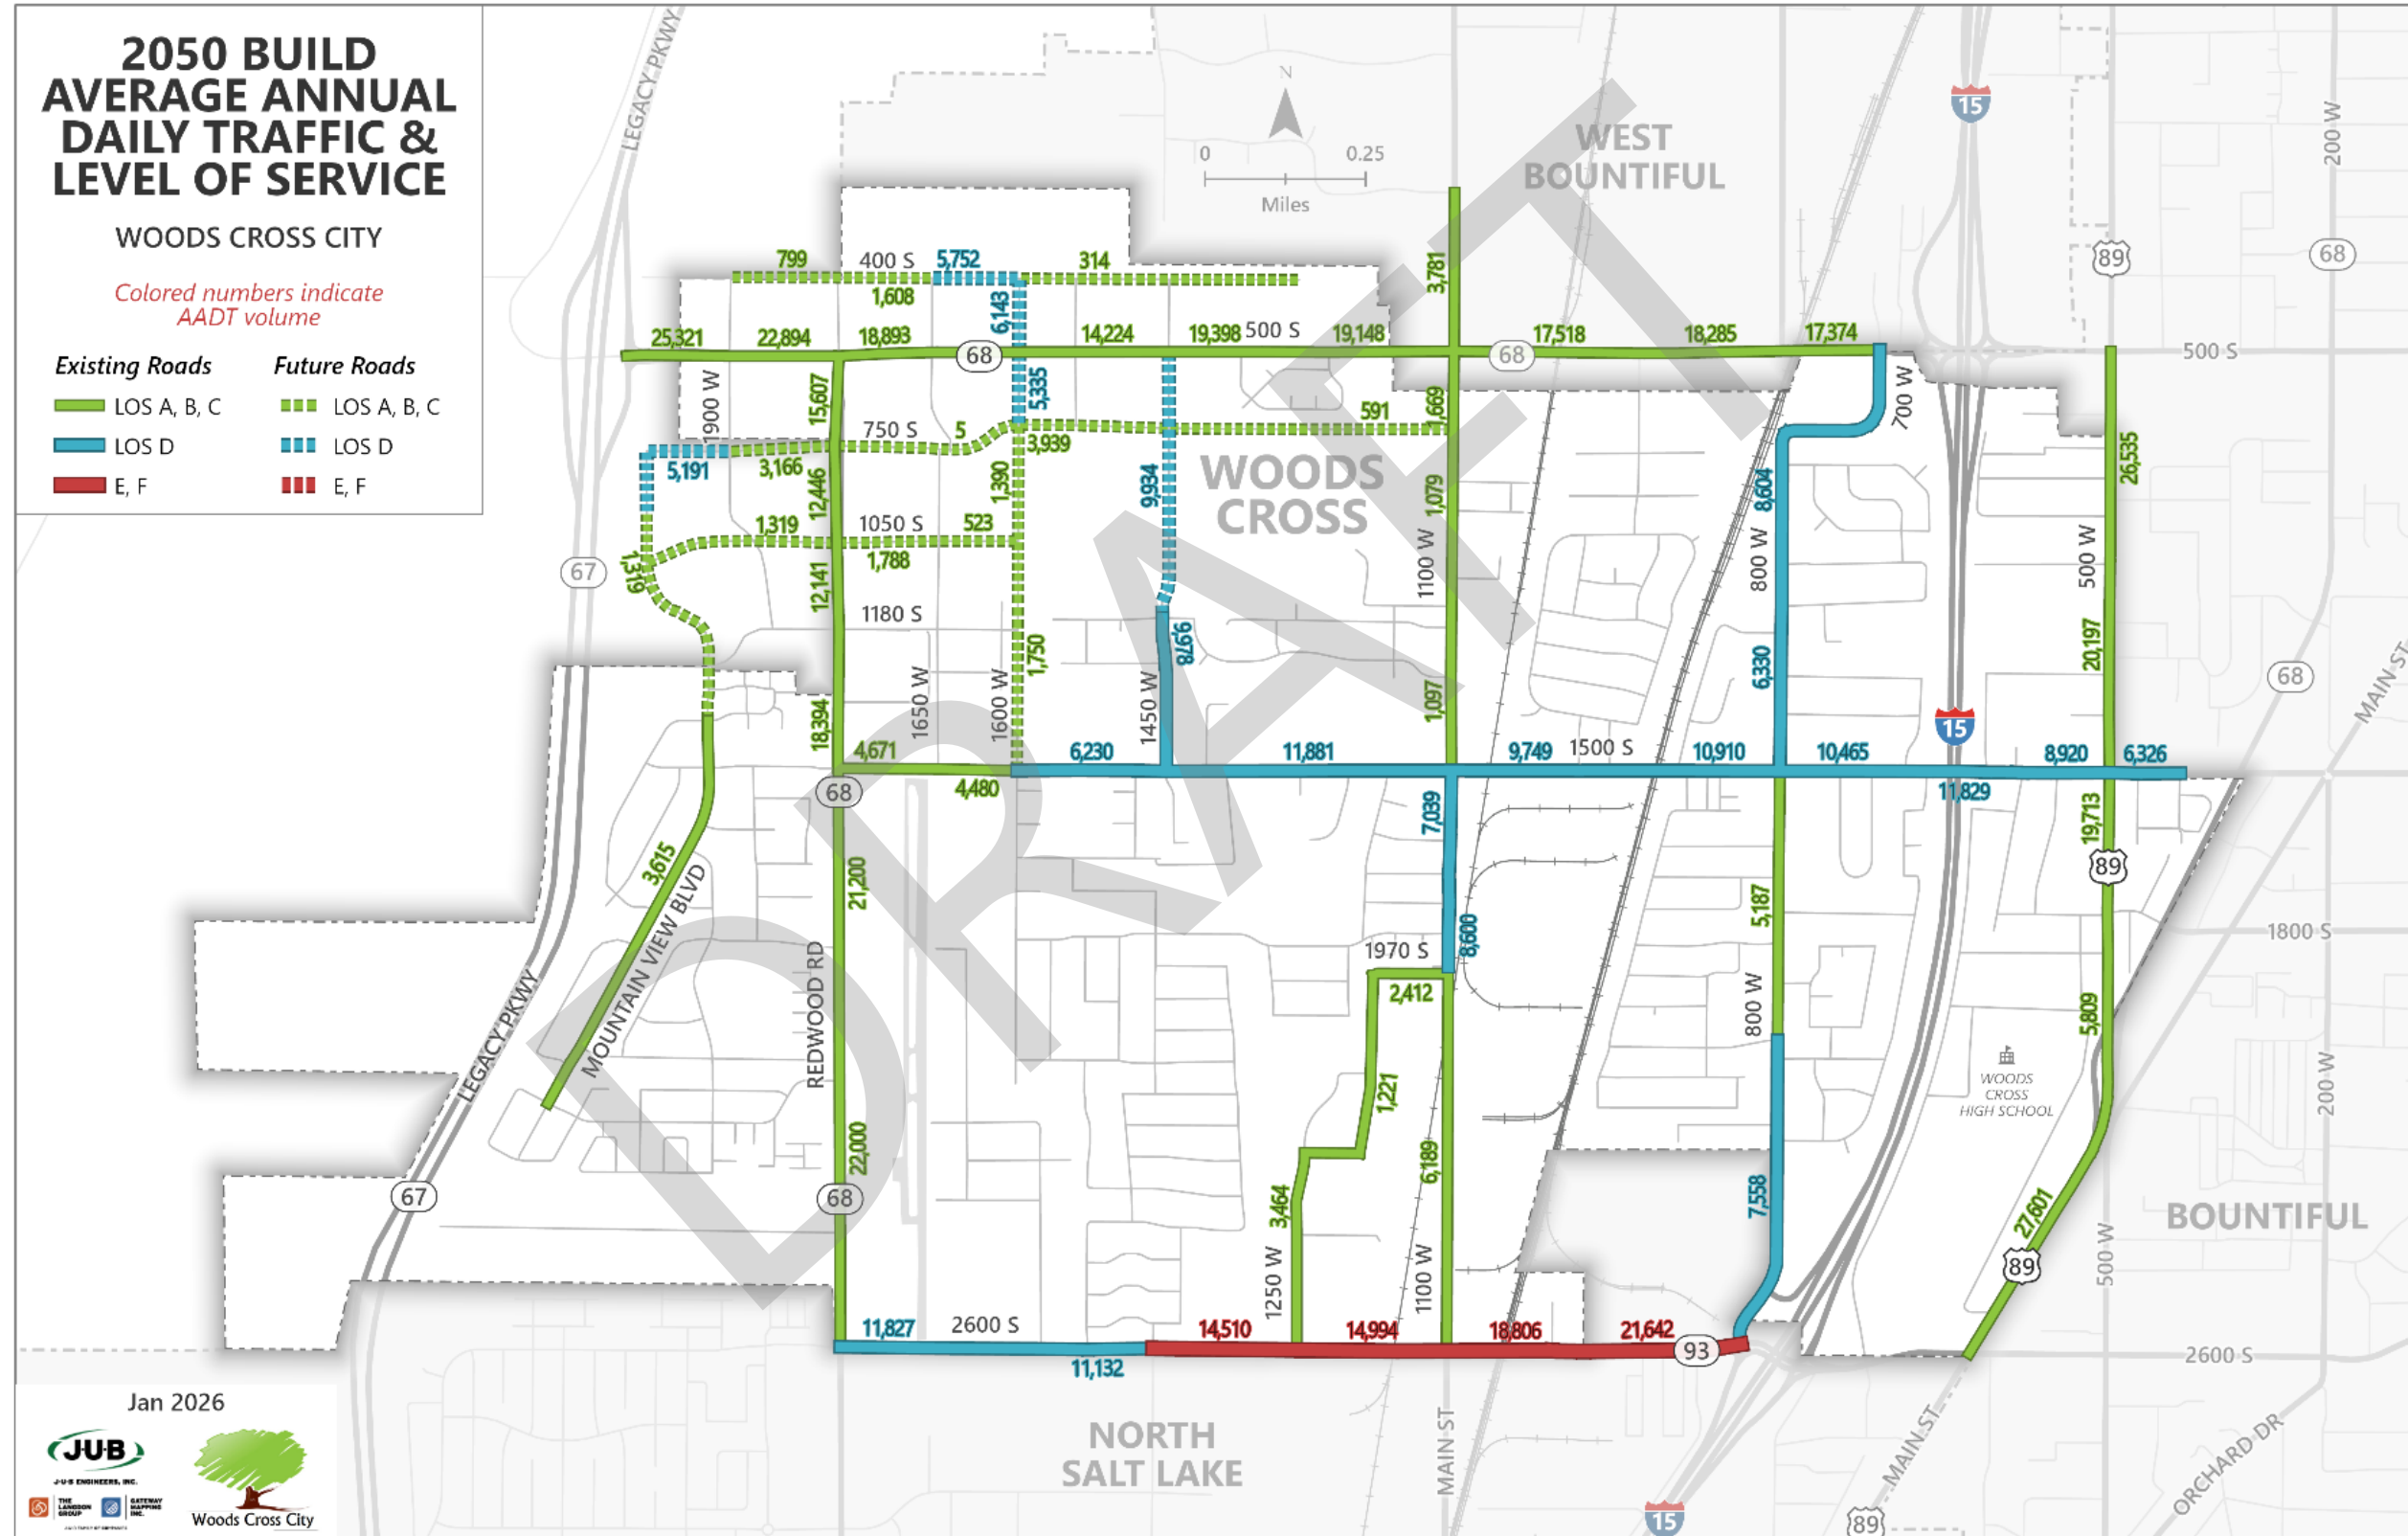 2050 BUILD
AVERAGE ANNUAL
DAILY TRAFFIC &
LEVEL OF SERVICE
WOODS CROSS CITY
Colored numbers indicate
AADT volume
Existing Roads
Future Roads
LOS A, B, C
LOS A, B, C
LOS D
LOS D
E, F
E, F
LEGACY PKWY
N
0
0.25
Miles
WEST
BOUNTIFUL
15
200 W
89
68
799
400 S
5,752
314
1,608
6,143
3,781
25,321
22,894
18,893
68
14,224
19,398
500 S
19,148
68
17,518
18,285
17,374
500 S
1900 W
15,607
5,335
591
1,669
700 W
750 S
5
3,939
5,191
3,166
12,446
1,390
9,934
WOODS
CROSS
1,079
8,604
26,535
1,319
1050 S
523
1,788
67
1,319
12,141
1100 W
800 W
500 W
1180 S
1,750
9,978
6,330
20,197
68
MAIN ST
18,394
1650 W
1600 W
1450 W
1,097
15
4,671
6,230
11,881
9,749
1500 S
10,910
10,465
8,920
6,326
68
4,480
7,039
11,829
19,713
3,615
MOUNTAIN VIEW BLVD
21,200
8,600
5,187
89
1800 S
1970 S
2,412
LEGACY PKWY
REDWOOD RD
800 W
5,809
WOODS
CROSS
HIGH SCHOOL
1,221
200 W
22,000
6,189
67
68
3,464
7,558
27,601
BOUNTIFUL
1250 W
1100 W
89
500 W
11,827
2600 S
14,510
14,994
18,806
21,642
93
2600 S
11,132
DRAFT
Jan 2026
J·U·B
J·U·B ENGINEERS, INC.
THE
LANGDON
GROUP
GATEWAY
MAPPING
INC.
Woods Cross City
NORTH
SALT LAKE
MAIN ST
15
MAIN ST
89
ORCHARD DR